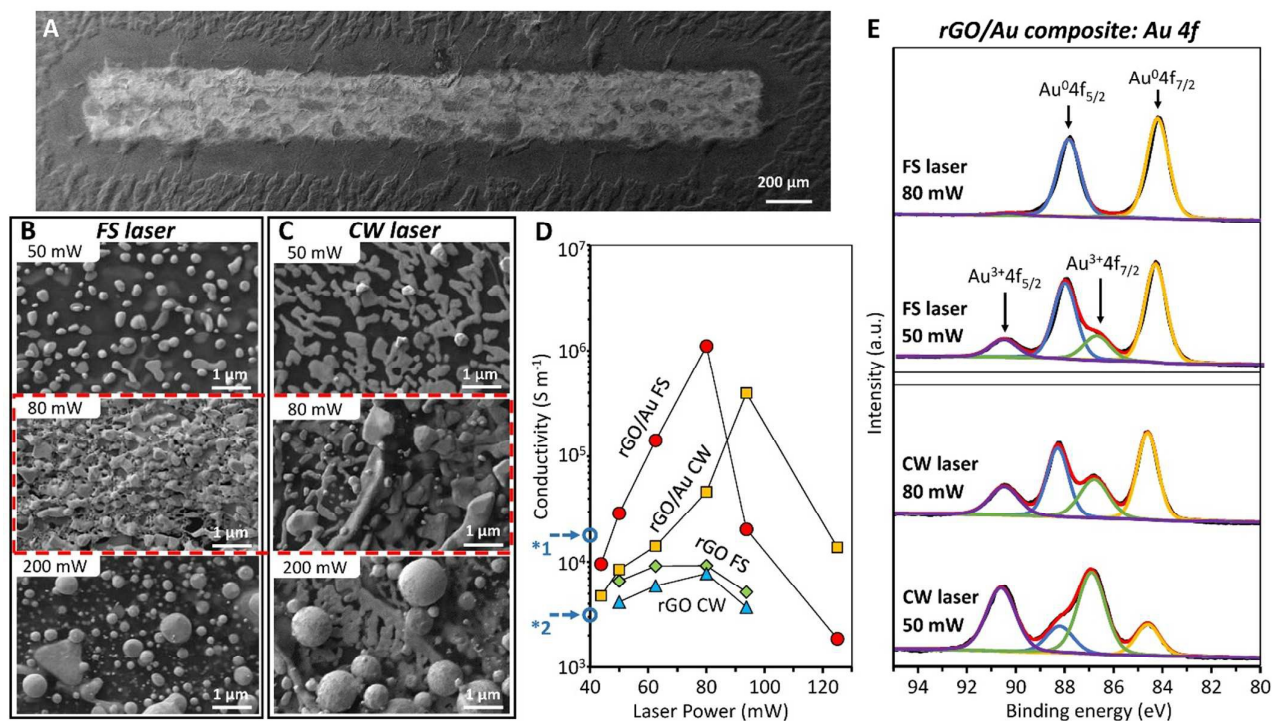 A
200 µm
B
FS laser
50 mW
1 µm
80 mW
1 µm
200 mW
1 µm
C
CW laser
50 mW
1 µm
80 mW
1 µm
200 mW
1 µm
D
10⁷
10⁶
10⁵
10⁴
10³
Conductivity (S m⁻¹)
rGO/Au FS
rGO/Au CW
rGO FS
rGO CW
*1
*2
40 60 80 100 120
Laser Power (mW)
E
rGO/Au composite: Au 4f
Au⁰4f₅/₂
Au⁰4f₇/₂
FS laser
80 mW
Au³⁺4f₅/₂
Au³⁺4f₇/₂
FS laser
50 mW
Intensity (a.u.)
CW laser
80 mW
CW laser
50 mW
94 92 90 88 86 84 82 80
Binding energy (eV)